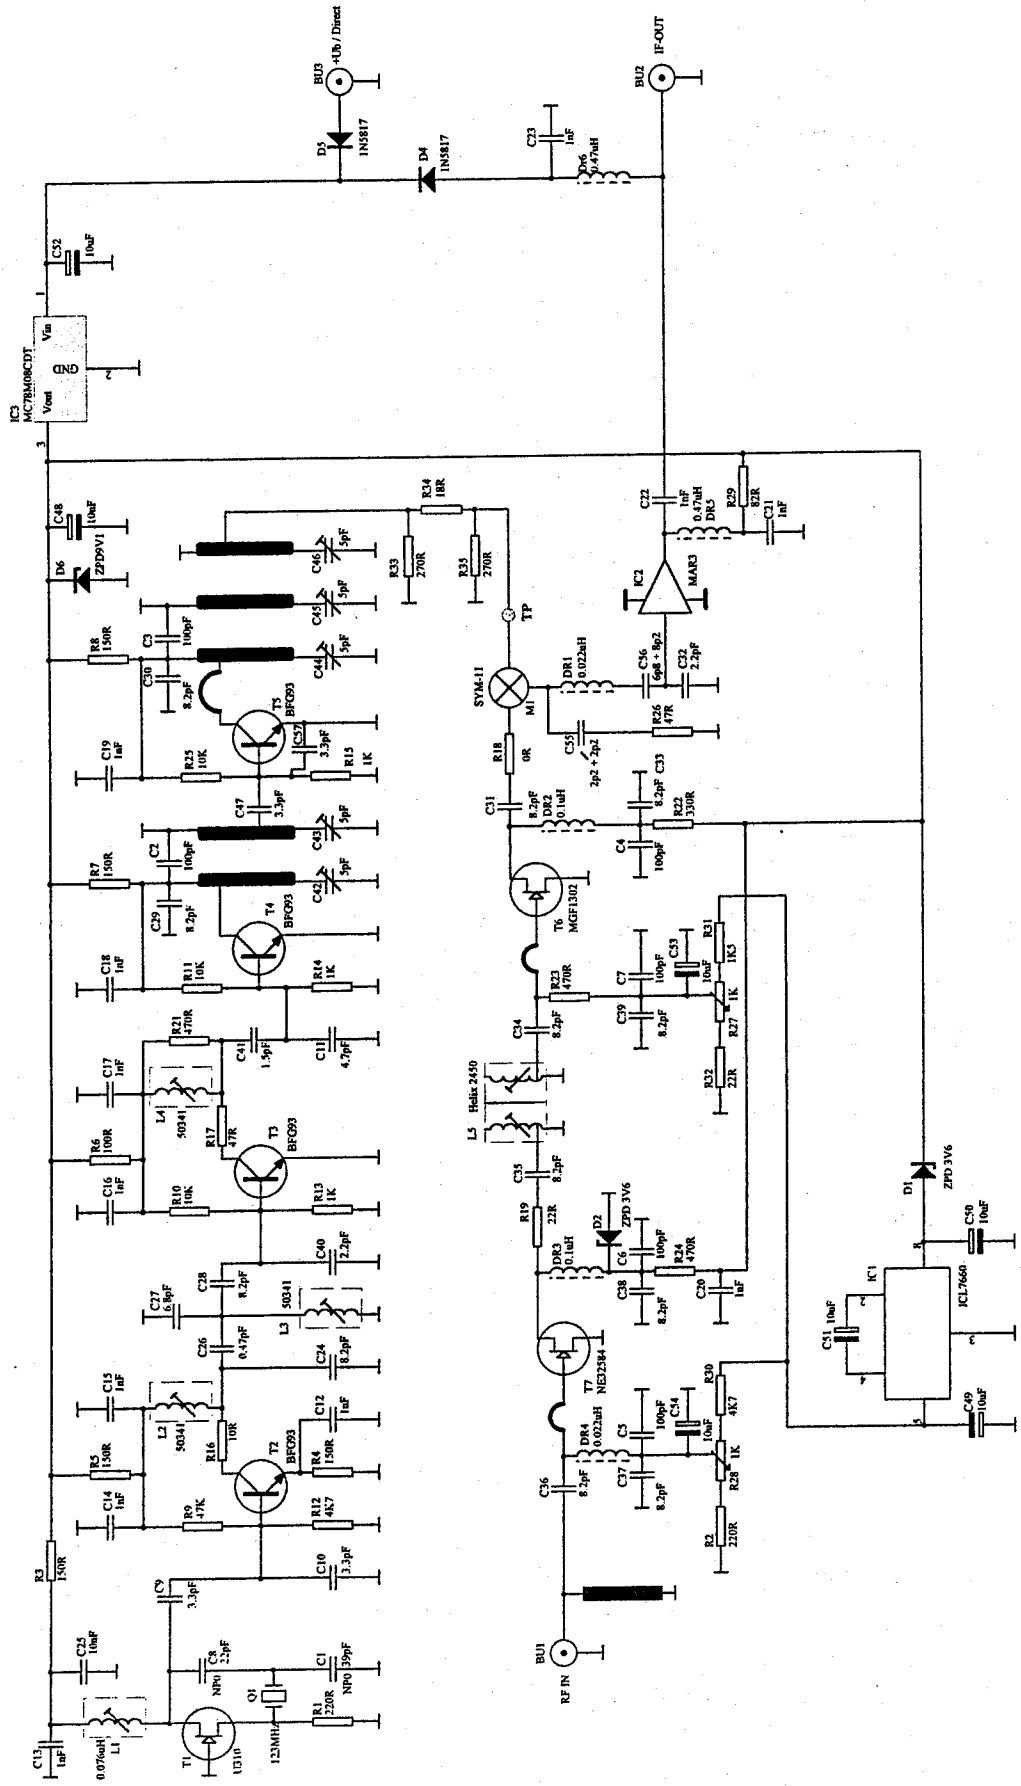 C13
1nF
0.076uH
L1
C25
10nF
R3
150R
T1
U310
NP0
C8
22pF
Q1
123MHz
C1
NP0
39pF
R1
220R
C9
3.3pF
C10
3.3pF
C14
1nF
R5
150R
C15
1nF
L2
50341
R9
47K
R16
10R
T2
BFG93
R12
4K7
R4
150R
C12
1nF
C24
8.2pF
C26
0.47pF
C27
6.8pF
L3
50341
C28
8.2pF
C40
2.2pF
C16
1nF
R6
100R
C17
1nF
L4
50341
R10
10K
R17
47R
T3
BFG93
R13
1K
R21
470R
C41
1.5pF
C11
4.7pF
C18
1nF
R7
150R
R11
10K
R14
1K
C29
8.2pF
C2
100pF
T4
BFG93
C42
5pF
C43
5pF
C47
3.3pF
C19
1nF
R8
150R
R25
10K
R15
1K
C57
3.3pF
T5
BFG93
C30
8.2pF
C3
100pF
C44
5pF
C45
5pF
C46
5pF
D6
ZPD9V1
C48
10uF
IC3
MC78M08CDT
Vout
Vin
GND
3
2
1
C52
10uF
D5
1N5817
BU3
+Ub / Direct
D4
1N5817
C23
1nF
Dr6
0.47uH
BU2
IF-OUT
R33
270R
R34
18R
R35
270R
TP
SYM-11
M1
R18
0R
C31
8.2pF
DR2
0.1uH
DR1
0.022uH
C55
2p2 + 2p2
R26
47R
C56
6p8 + 8p2
C32
2.2pF
IC2
MAR3
C22
1nF
0.47uH
DR5
R29
82R
C21
1nF
C33
8.2pF
C4
100pF
R22
330R
T6
MGF1302
C34
8.2pF
R23
470R
C7
100pF
C39
8.2pF
C53
10uF
R31
1K5
1K
R27
R32
22R
L5
Helix 2450
C35
8.2pF
R19
22R
DR3
0.1uH
D2
ZPD 3V6
C6
100pF
C38
8.2pF
R24
470R
C20
1nF
T7
NE32584
C36
8.2pF
DR4
0.022uH
C5
100pF
C37
8.2pF
C54
10uF
R30
4K7
1K
R28
R2
220R
BU1
RF IN
D1
ZPD 3V6
C50
10uF
IC1
ICL7660
C51
10uF
2
4
3
5
8
C49
10uF